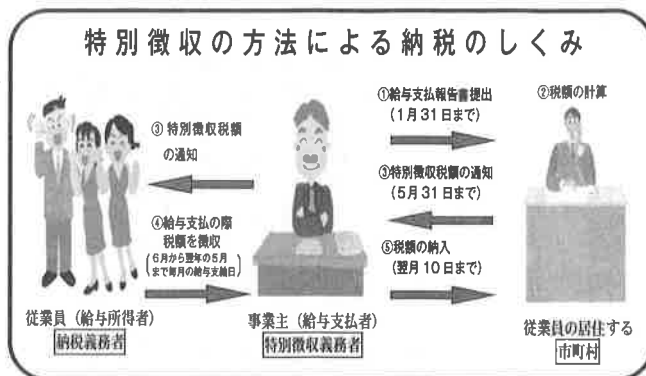 特別徴収の方法による納税のしくみ
①給与支払報告書提出
(1月31日まで)
②税額の計算
③特別徴収税額
の通知
③特別徴収税額の通知
(5月31日まで)
④給与支払の際
税額を徴収
(6月から翌年の5月
まで毎月の給与支給日)
⑤税額の納入
(翌月10日まで)
従業員(給与所得者)
納税義務者
事業主(給与支払者)
特別徴収義務者
従業員の居住する
市町村